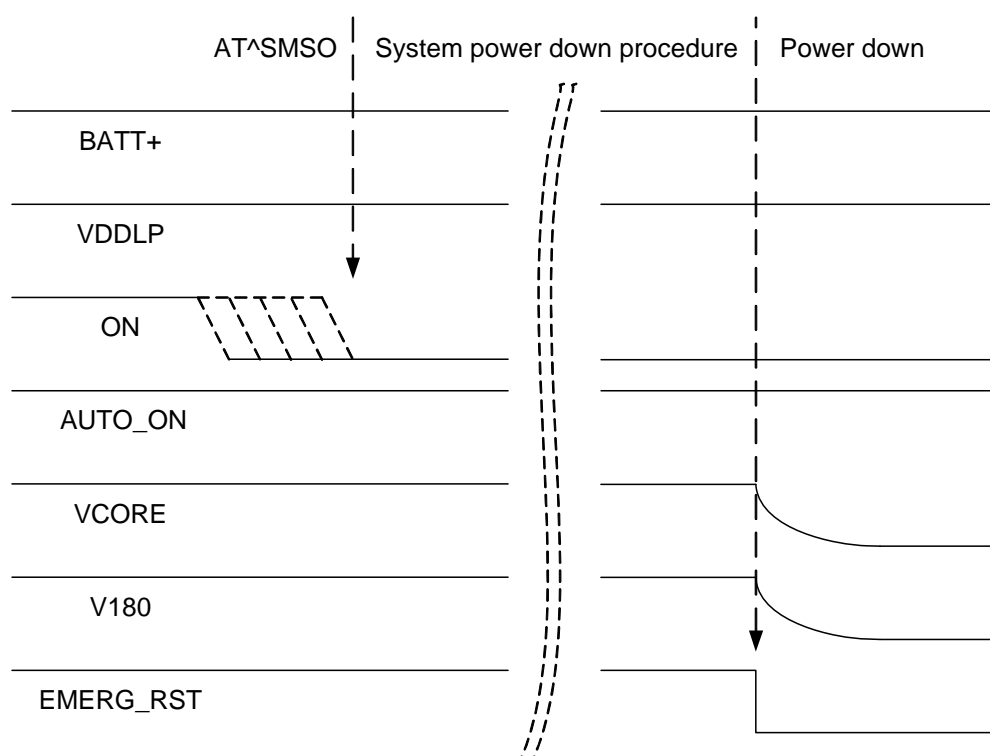 AT^SMSO
System power down procedure
Power down
BATT+
VDDLP
ON
AUTO_ON
VCORE
V180
EMERG_RST